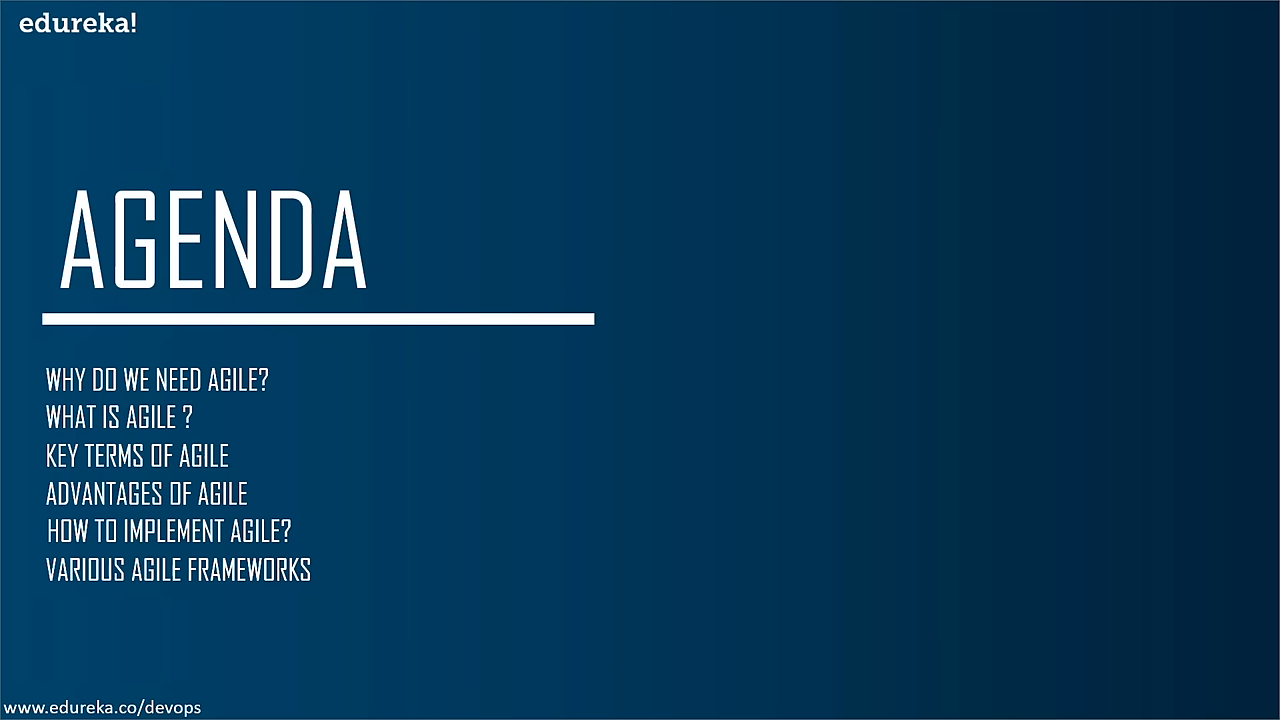 edureka!
AGENDA
WHY DO WE NEED AGILE?
WHAT IS AGILE ?
KEY TERMS OF AGILE
ADVANTAGES OF AGILE
HOW TO IMPLEMENT AGILE?
VARIOUS AGILE FRAMEWORKS
www.edureka.co/devops